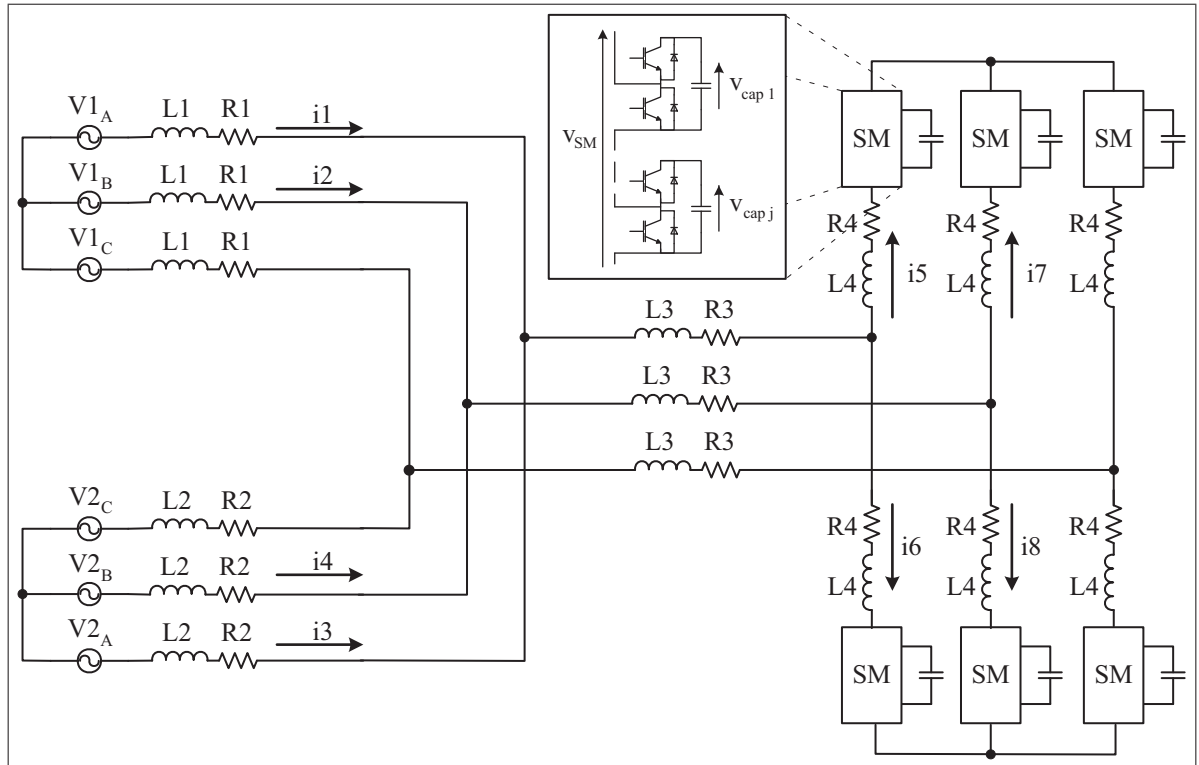 V1A L1 R1 i1
V1B L1 R1 i2
V1C L1 R1
vSM
vcap 1
vcap j
SM SM SM
R4 R4 R4
L4 i5 L4 i7 L4
L3 R3
L3 R3
L3 R3
V2C L2 R2
V2B L2 R2 i4
V2A L2 R2 i3
R4 i6 R4 i8 R4
L4 L4 L4
SM SM SM